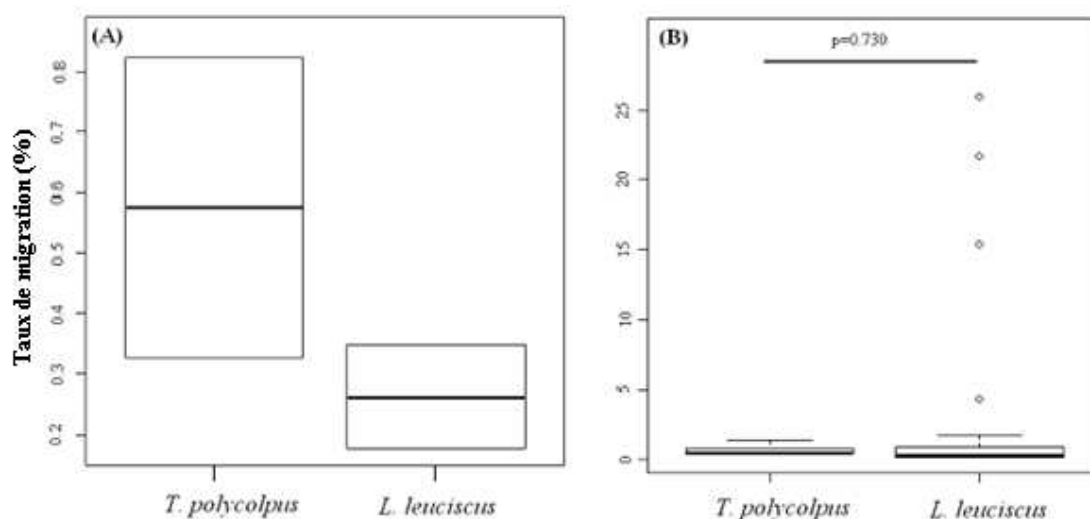 (A)
Taux de migration (%)
0.8
0.7
0.6
0.5
0.4
0.3
0.2
T. polycolpus
L. leuciscus
(B)
p=0.730
25
20
15
10
5
0
T. polycolpus
L. leuciscus